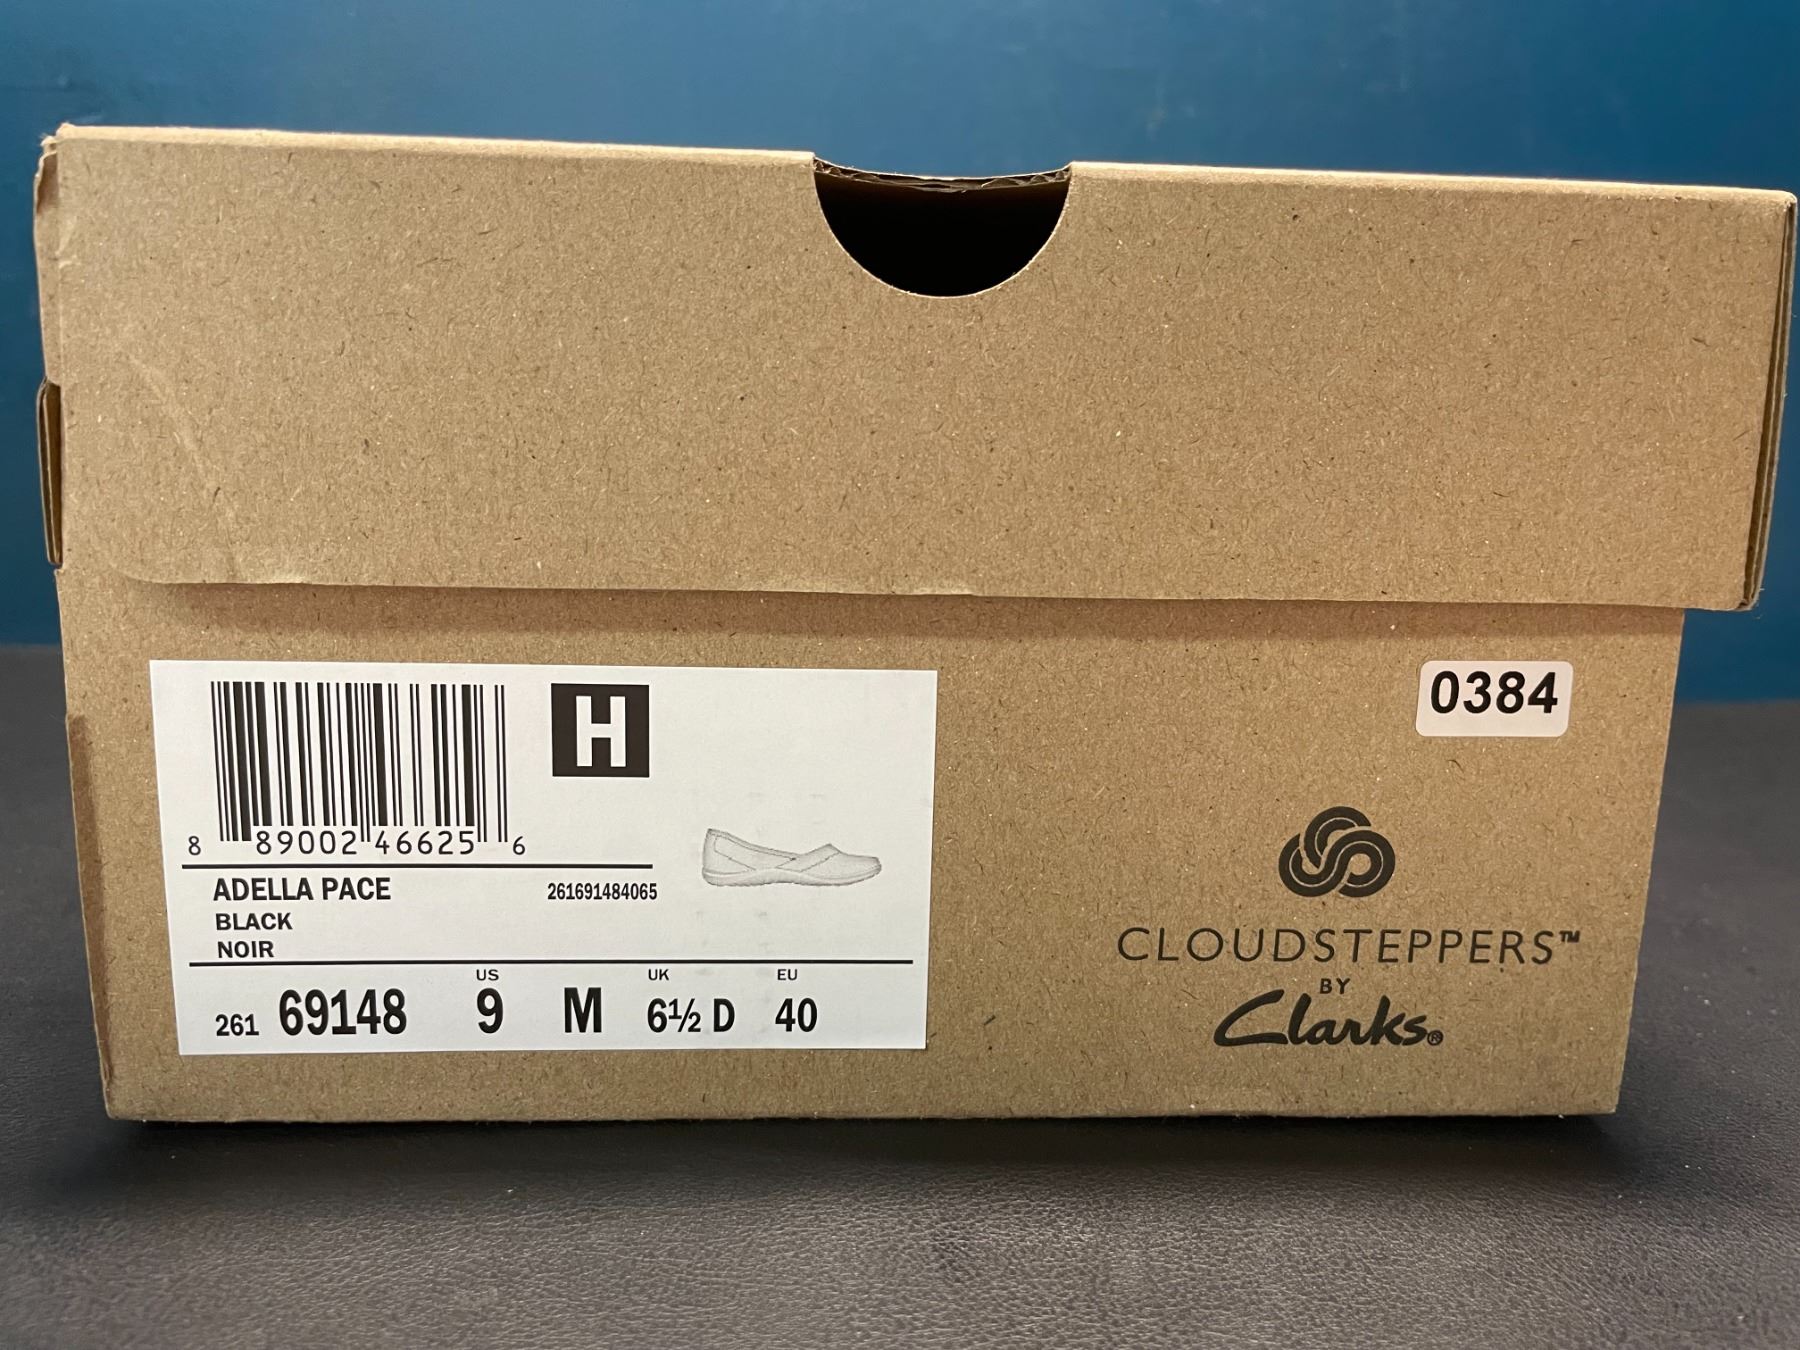 0384
H
8 89002 46625 6
ADELLA PACE 261691484065
BLACK
NOIR
US UK EU
261 69148 9 M 6½ D 40
CLOUDSTEPPERS™
BY
Clarks®